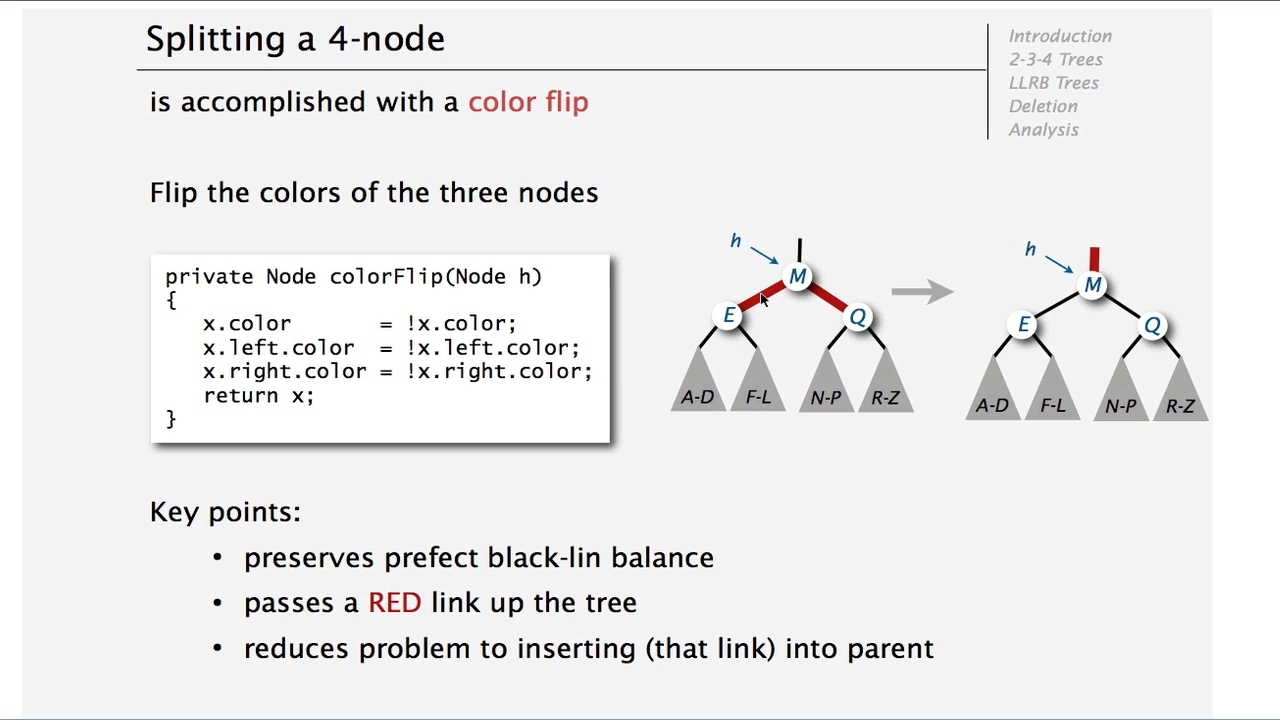 Splitting a 4-node
Introduction
2-3-4 Trees
LLRB Trees
Deletion
Analysis
is accomplished with a color flip
Flip the colors of the three nodes
private Node colorFlip(Node h)
{
x.color = !x.color;
x.left.color = !x.left.color;
x.right.color = !x.right.color;
return x;
}
h
M
E
Q
A-D
F-L
N-P
R-Z
h
M
E
Q
A-D
F-L
N-P
R-Z
Key points:
• preserves prefect black-lin balance
• passes a RED link up the tree
• reduces problem to inserting (that link) into parent